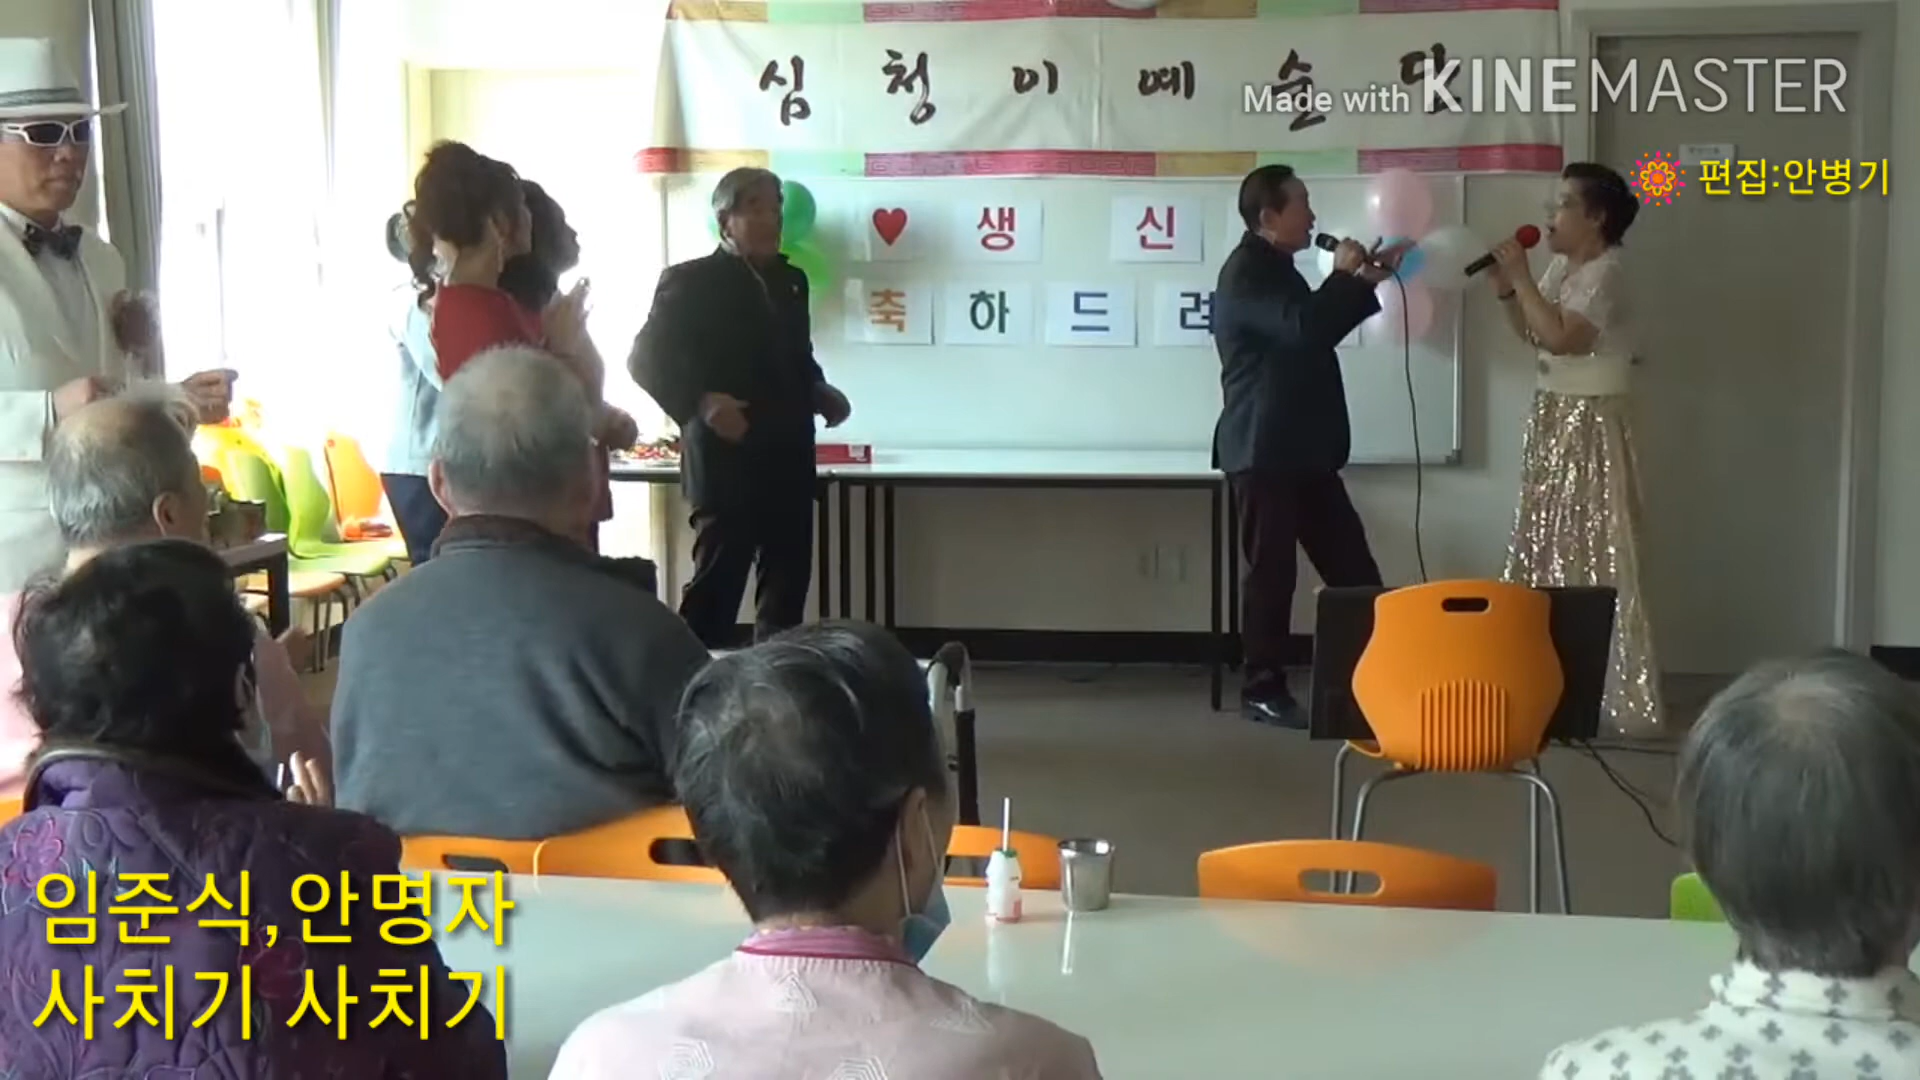 심청이예술단
Made with KINEMASTER
편집:안병기
♥ 생 신
축 하 드 려
임준식,안명자
사치기 사치기